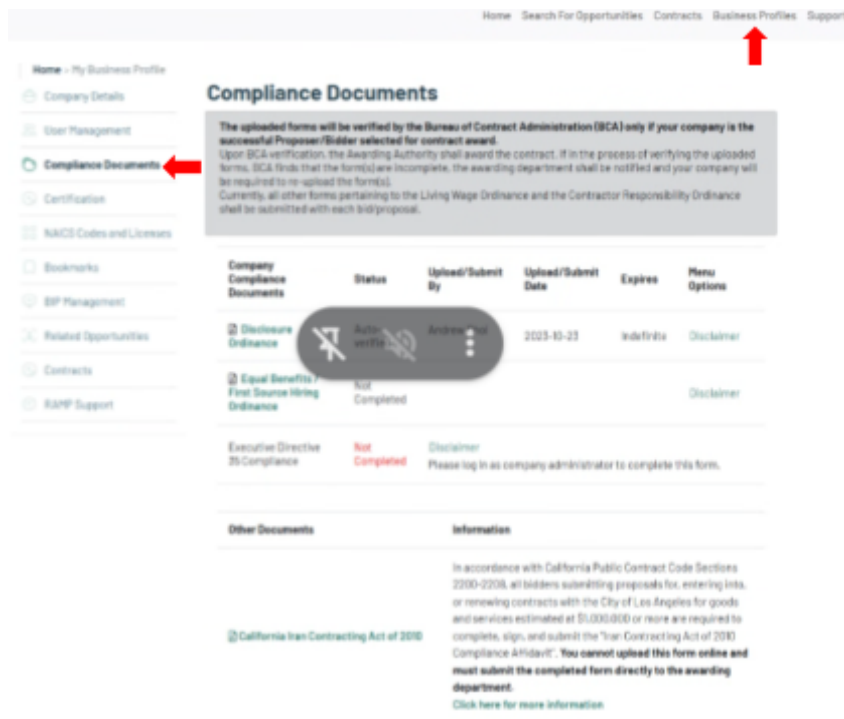 Home Search For Opportunities Contracts Business Profiles Support
Home - My Business Profile
Company Details
User Management
Compliance Documents
Certification
NAICS Codes and Licenses
Bookmarks
BIP Management
Related Opportunities
Contracts
RAMP Support
Compliance Documents
The uploaded forms will be verified by the Bureau of Contract Administration (BCA) only if your company is the
successful Proposer/Bidder selected for contract award.
Upon BCA verification, the Awarding Authority shall award the contract. If in the process of verifying the uploaded
forms, BCA finds that the form(s) are incomplete, the awarding department shall be notified and your company will
be required to re-upload the form(s).
Currently, all other forms pertaining to the Living Wage Ordinance and the Contractor Responsibility Ordinance
shall be submitted with each bid/proposal.
Company
Compliance
Documents
Status
Upload/Submit
By
Upload/Submit
Date
Expires
Menu
Options
Disclosure
Ordinance
Andrew
2023-10-23
Indefinite
Disclaimer
Equal Benefits /
First Source Hiring
Ordinance
Not
Completed
Disclaimer
Executive Directive
35 Compliance
Not
Completed
Disclaimer
Please log in as company administrator to complete this form.
Other Documents
Information
California Iran Contracting Act of 2010
In accordance with California Public Contract Code Sections
2200-2208, all bidders submitting proposals for, entering into,
or renewing contracts with the City of Los Angeles for goods
and services estimated at $1,000,000 or more are required to
complete, sign, and submit the "Iran Contracting Act of 2010
Compliance Affidavit". You cannot upload this form online and
must submit the completed form directly to the awarding
department.
Click here for more information